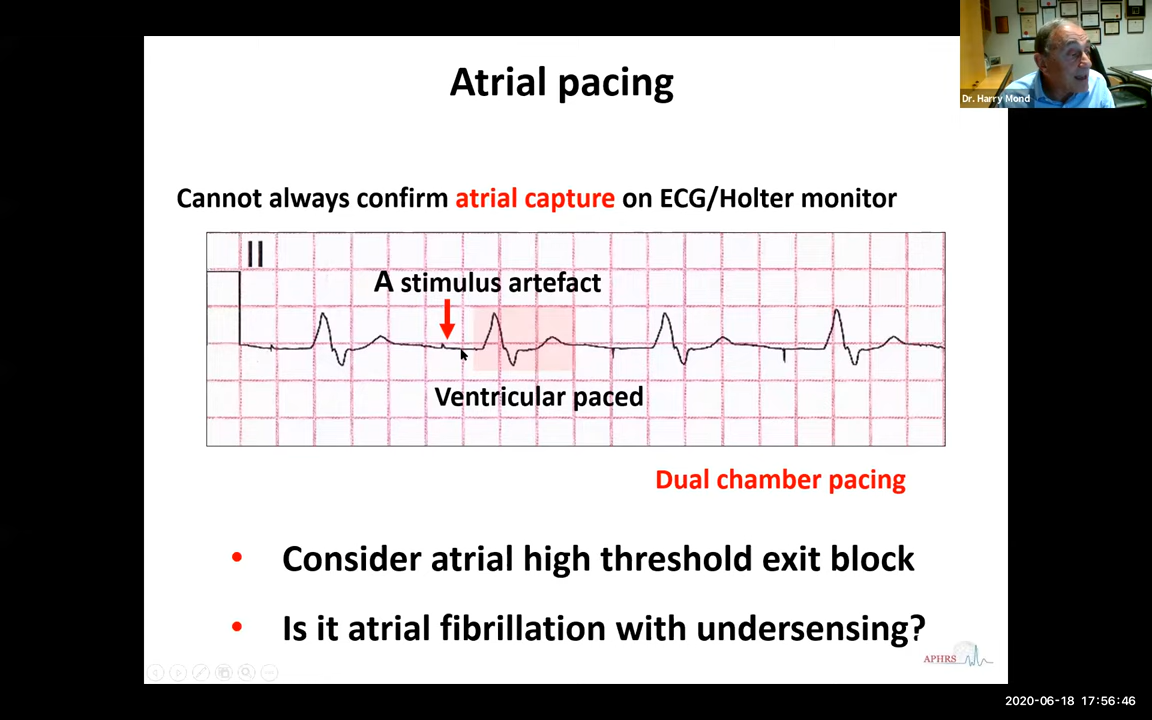 Atrial pacing
Dr. Harry Mond
Cannot always confirm atrial capture on ECG/Holter monitor
II
A stimulus artefact
Ventricular paced
Dual chamber pacing
• Consider atrial high threshold exit block
• Is it atrial fibrillation with undersensing?
APHRS
2020-06-18 17:56:46